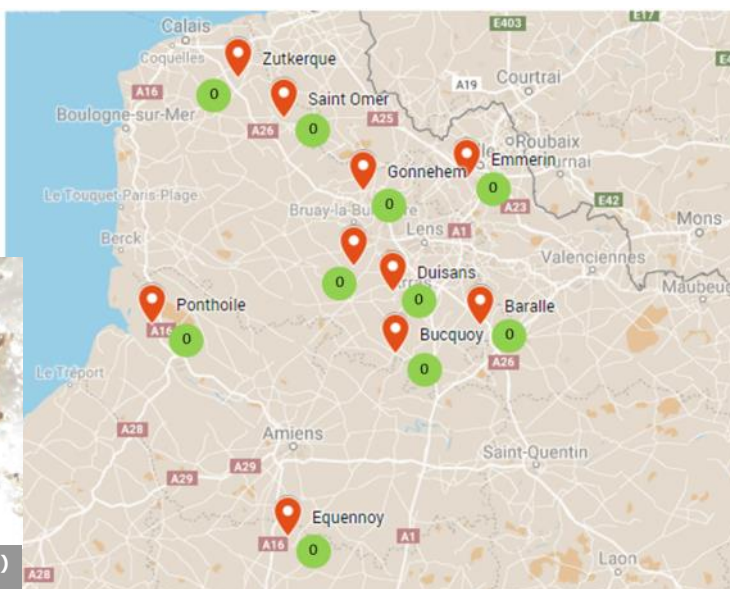 E403
E17
Calais
Coquelles
Zutkerque
A16
0
Saint Omer
A19
Courtrai
Boulogne-sur-Mer
A26
0
A25
Roubaix
Emmerin
Gonnehem
0
Le Touquet-Paris-Plage
0
A23
E42
Berck
Lens
A1
Mons
Valenciennes
0
Duisans
0
Ponthoile
A16
0
Bucquoy
0
Baralle
0
A26
Le Tréport
A28
Amiens
A29
A29
Saint-Quentin
Equennoy
A16
0
A1
Laon
)
A28